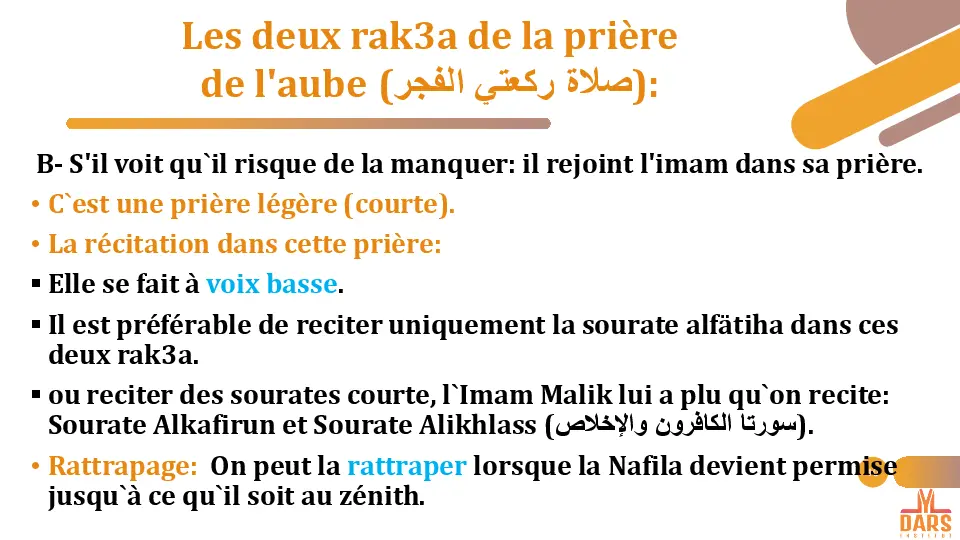 Les deux rak3a de la prière
de l'aube (صلاة ركعتي الفجر):
B- S'il voit qu`il risque de la manquer: il rejoint l'imam dans sa prière.
• C`est une prière légère (courte).
• La récitation dans cette prière:
▪ Elle se fait à voix basse.
▪ Il est préférable de reciter uniquement la sourate alfätiha dans ces
deux rak3a.
▪ ou reciter des sourates courte, l`Imam Malik lui a plu qu`on recite:
Sourate Alkafirun et Sourate Alikhlass (سورتا الكافرون والإخلاص).
• Rattrapage: On peut la rattraper lorsque la Nafila devient permise
jusqu`à ce qu`il soit au zénith.
DARS
INSTITUT